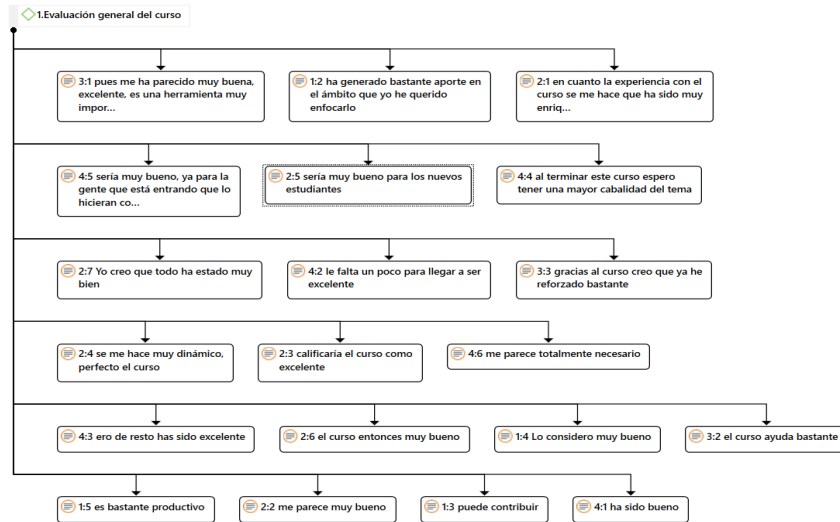 1.Evaluación general del curso
3:1 pues me ha parecido muy buena,
excelente, es una herramienta muy
impor...
1:2 ha generado bastante aporte en
el ámbito que yo he querido
enfocarlo
2:1 en cuanto la experiencia con el
curso se me hace que ha sido muy
enriq...
4:5 sería muy bueno, ya para la
gente que está entrando que lo
hicieran co...
2:5 sería muy bueno para los nuevos
estudiantes
4:4 al terminar este curso espero
tener una mayor cabalidad del tema
2:7 Yo creo que todo ha estado muy
bien
4:2 le falta un poco para llegar a ser
excelente
3:3 gracias al curso creo que ya he
reforzado bastante
2:4 se me hace muy dinámico,
perfecto el curso
2:3 calificaría el curso como
excelente
4:6 me parece totalmente necesario
4:3 ero de resto has sido excelente
2:6 el curso entonces muy bueno
1:4 Lo considero muy bueno
3:2 el curso ayuda bastante
1:5 es bastante productivo
2:2 me parece muy bueno
1:3 puede contribuir
4:1 ha sido bueno